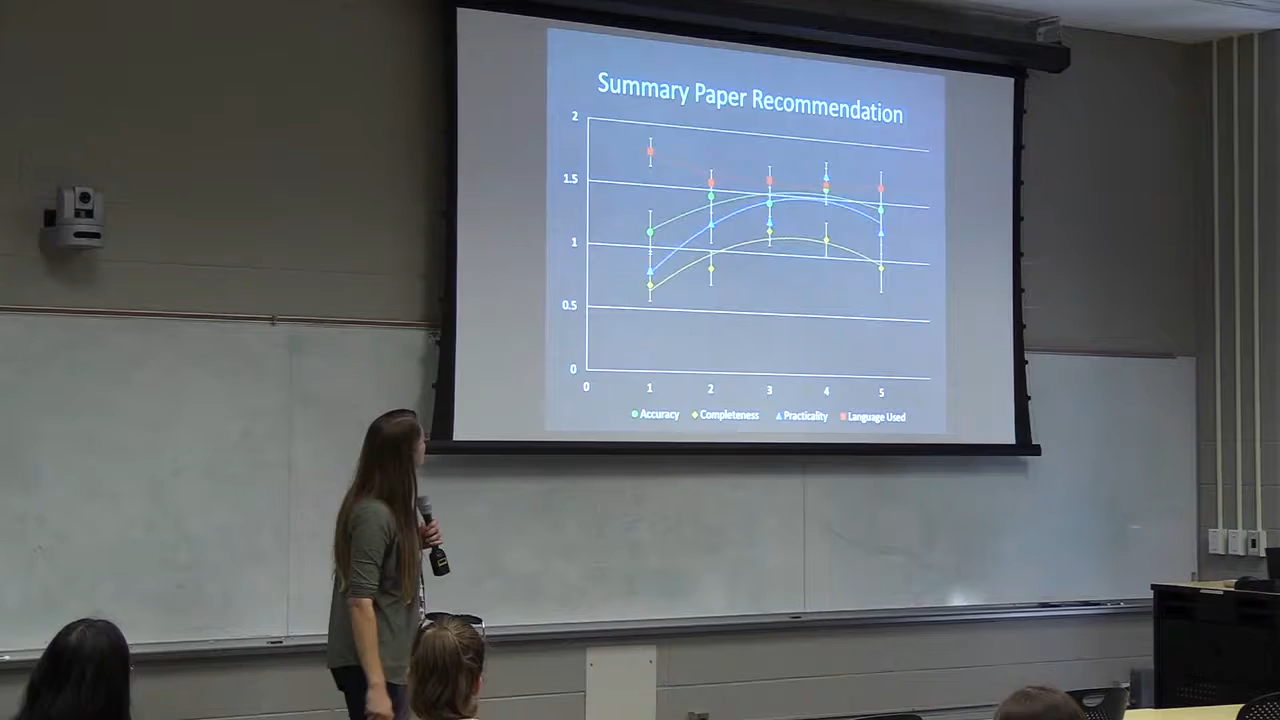 Summary Paper Recommendation
2
1.5
1
0.5
0
0 1 2 3 4 5
Accuracy Completeness Practicality Language Used